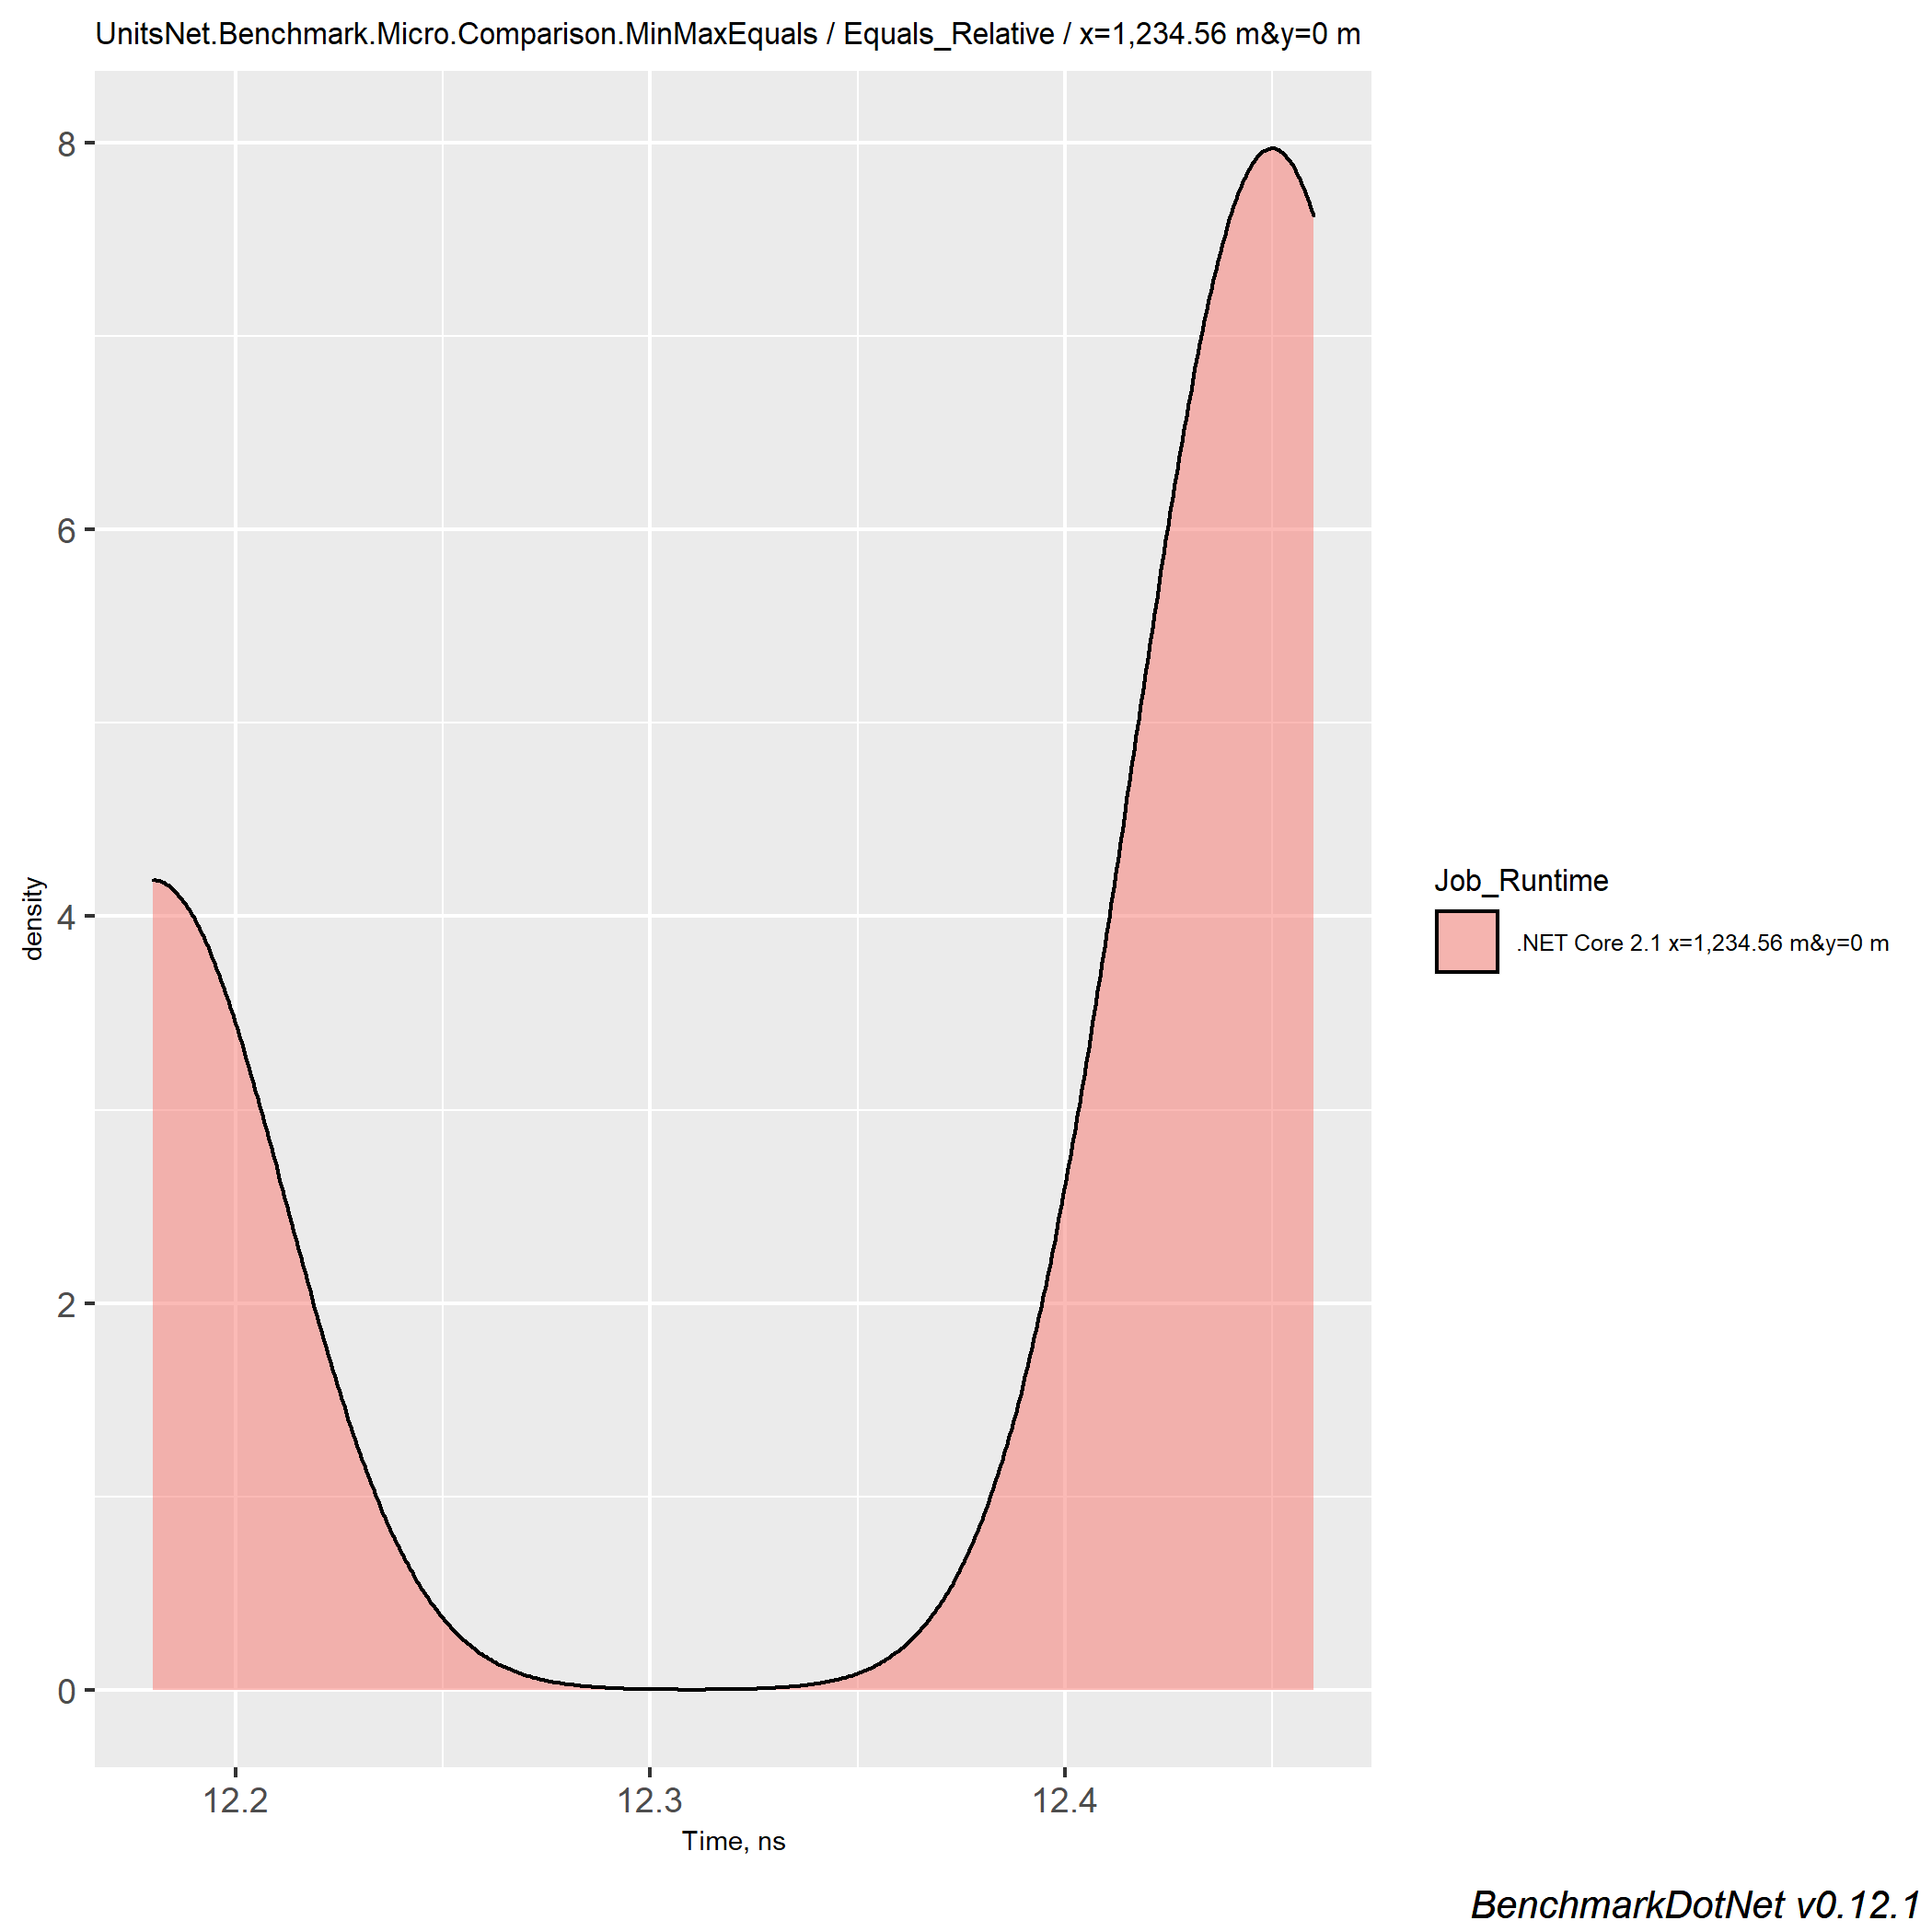 UnitsNet.Benchmark.Micro.Comparison.MinMaxEquals / Equals_Relative / x=1,234.56 m&y=0 m
8
6
4
2
0
density
12.2 12.3 12.4
Time, ns
Job_Runtime
.NET Core 2.1 x=1,234.56 m&y=0 m
BenchmarkDotNet v0.12.1